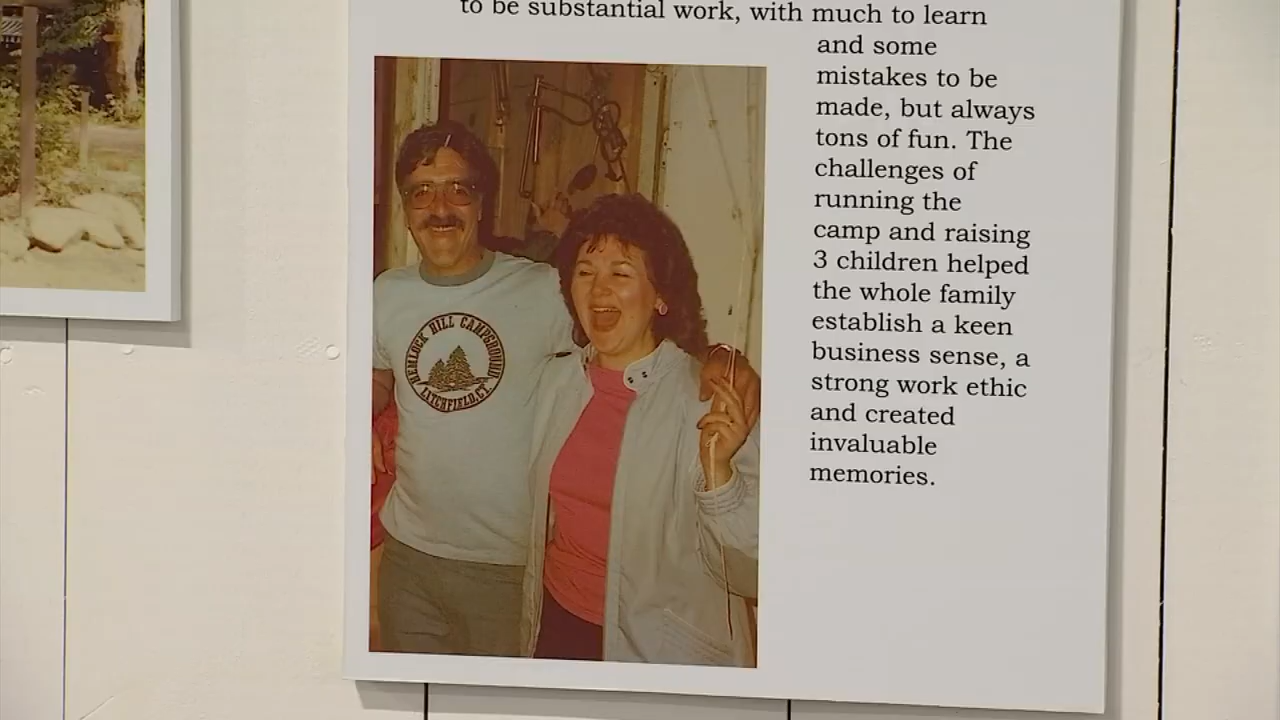 to be substantial work, with much to learn
and some
mistakes to be
made, but always
tons of fun. The
challenges of
running the
camp and raising
3 children helped
the whole family
establish a keen
business sense, a
strong work ethic
and created
invaluable
memories.
HEMLOCK HILL CAMPGROUND
LITCHFIELD, CT.